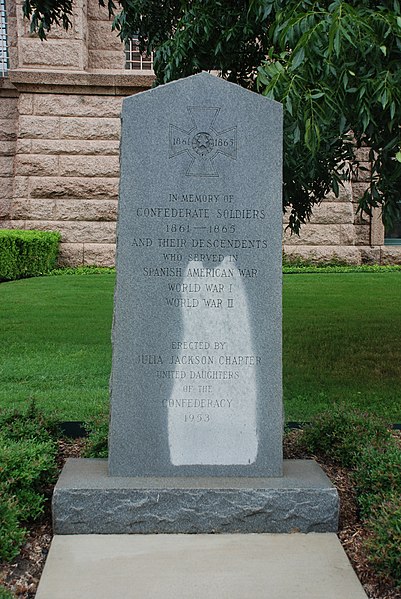 1861 1865
IN MEMORY OF
CONFEDERATE SOLDIERS
1861—1865
AND THEIR DESCENDENTS
WHO SERVED IN
SPANISH AMERICAN WAR
WORLD WAR I
WORLD WAR II
ERECTED BY
JULIA JACKSON CHAPTER
UNITED DAUGHTERS
OF THE
CONFEDERACY
1953